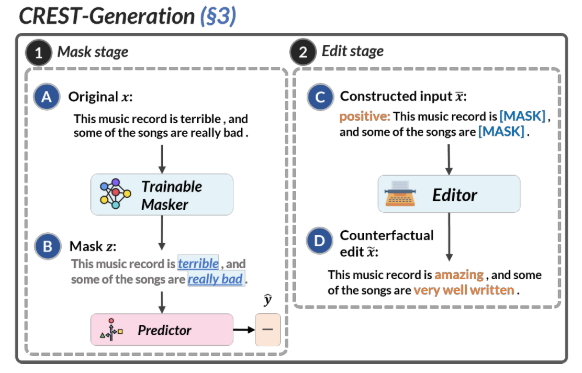 CREST-Generation (§3)
1 Mask stage
A Original x:
This music record is terrible , and
some of the songs are really bad .
Trainable
Masker
B Mask z:
This music record is terrible , and
some of the songs are really bad .
ŷ
Predictor
−
2 Edit stage
C Constructed input x̄:
positive: This music record is [MASK] ,
and some of the songs are [MASK] .
Editor
D Counterfactual
edit x̃:
This music record is amazing , and some
of the songs are very well written .